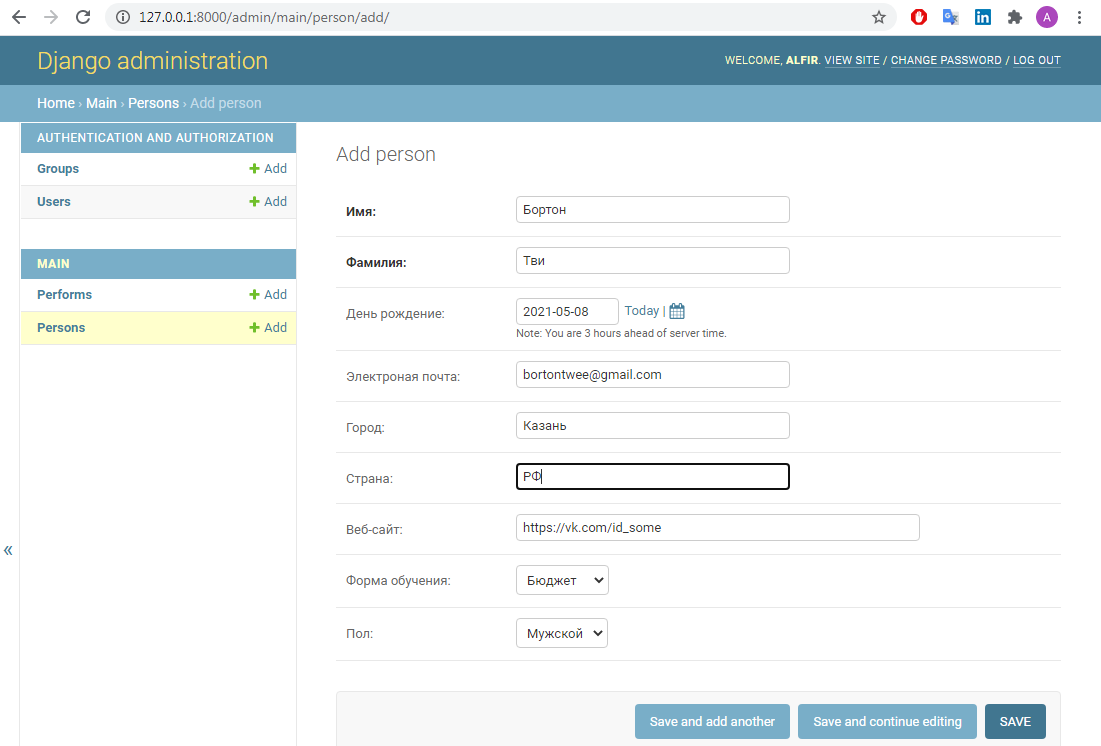 127.0.0.1:8000/admin/main/person/add/
A
Django administration
WELCOME, ALFIR. VIEW SITE / CHANGE PASSWORD / LOG OUT
Home › Main › Persons › Add person
AUTHENTICATION AND AUTHORIZATION
Groups + Add
Users + Add
MAIN
Performs + Add
Persons + Add
«
Add person
Имя: Бортон
Фамилия: Тви
День рождение: 2021-05-08 Today |
Note: You are 3 hours ahead of server time.
Электроная почта: bortontwee@gmail.com
Город: Казань
Страна: РФ
Веб-сайт: https://vk.com/id_some
Форма обучения: Бюджет
Пол: Мужской
Save and add another Save and continue editing SAVE